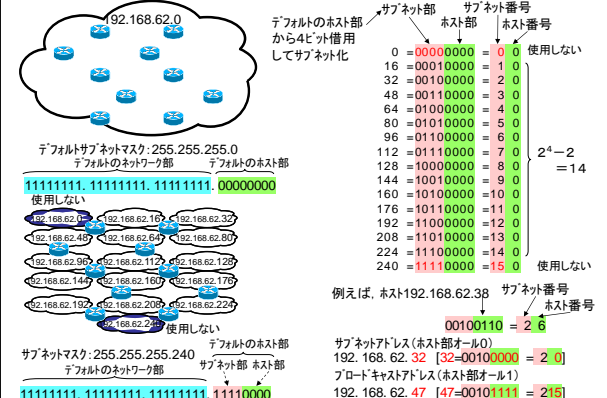 192.168.62.0
デフォルトサブネットマスク:255.255.255.0
デフォルトのネットワーク部 デフォルトのホスト部
11111111. 11111111. 11111111. 00000000
使用しない
192.168.62.0 192.168.62.16 192.168.62.32
192.168.62.48 192.168.62.64 192.168.62.80
192.168.62.96 192.168.62.112 192.168.62.128
192.168.62.144 192.168.62.160 192.168.62.176
192.168.62.192 192.168.62.208 192.168.62.224
192.168.62.240 使用しない
サブネットマスク:255.255.255.240
デフォルトのホスト部
デフォルトのネットワーク部 サブネット部 ホスト部
11111111. 11111111. 11111111. 11110000
デフォルトのホスト部
から4ビット借用
してサブネット化
サブネット部 サブネット番号
ホスト部 ホスト番号
0 =00000000 = 0 0 使用しない
16 =00010000 = 1 0
32 =00100000 = 2 0
48 =00110000 = 3 0
64 =01000000 = 4 0
80 =01010000 = 5 0
96 =01100000 = 6 0
112 =01110000 = 7 0
128 =10000000 = 8 0
144 =10010000 = 9 0
160 =10100000 =10 0
176 =10110000 =11 0
192 =11000000 =12 0
208 =11010000 =13 0
224 =11100000 =14 0
240 =11110000 =15 0 使用しない
2⁴-2
=14
例えば, ホスト192.168.62.38 サブネット番号
ホスト番号
00100110 = 2 6
サブネットアドレス(ホスト部オール0)
192. 168. 62. 32 [32=00100000 = 2 0]
ブロードキャストアドレス(ホスト部オール1)
192. 168. 62. 47 [47=00101111 = 215]